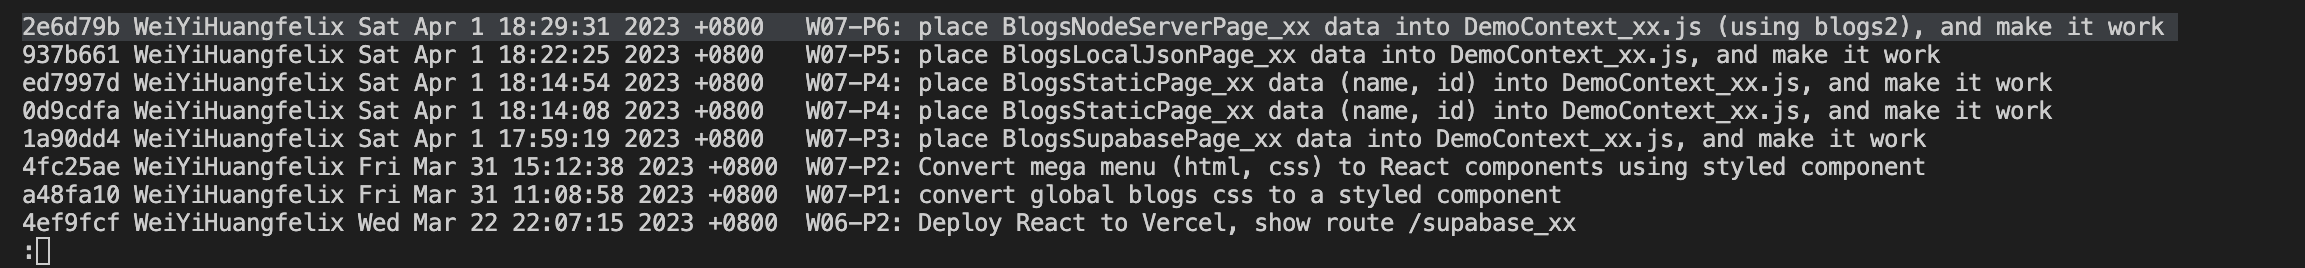 2e6d79b WeiYiHuangfelix Sat Apr 1 18:29:31 2023 +0800 W07-P6: place BlogsNodeServerPage_xx data into DemoContext_xx.js (using blogs2), and make it work
937b661 WeiYiHuangfelix Sat Apr 1 18:22:25 2023 +0800 W07-P5: place BlogsLocalJsonPage_xx data into DemoContext_xx.js, and make it work
ed7997d WeiYiHuangfelix Sat Apr 1 18:14:54 2023 +0800 W07-P4: place BlogsStaticPage_xx data (name, id) into DemoContext_xx.js, and make it work
0d9cdfa WeiYiHuangfelix Sat Apr 1 18:14:08 2023 +0800 W07-P4: place BlogsStaticPage_xx data (name, id) into DemoContext_xx.js, and make it work
1a90dd4 WeiYiHuangfelix Sat Apr 1 17:59:19 2023 +0800 W07-P3: place BlogsSupabasePage_xx data into DemoContext_xx.js, and make it work
4fc25ae WeiYiHuangfelix Fri Mar 31 15:12:38 2023 +0800 W07-P2: Convert mega menu (html, css) to React components using styled component
a48fa10 WeiYiHuangfelix Fri Mar 31 11:08:58 2023 +0800 W07-P1: convert global blogs css to a styled component
4ef9fcf WeiYiHuangfelix Wed Mar 22 22:07:15 2023 +0800 W06-P2: Deploy React to Vercel, show route /supabase_xx
: